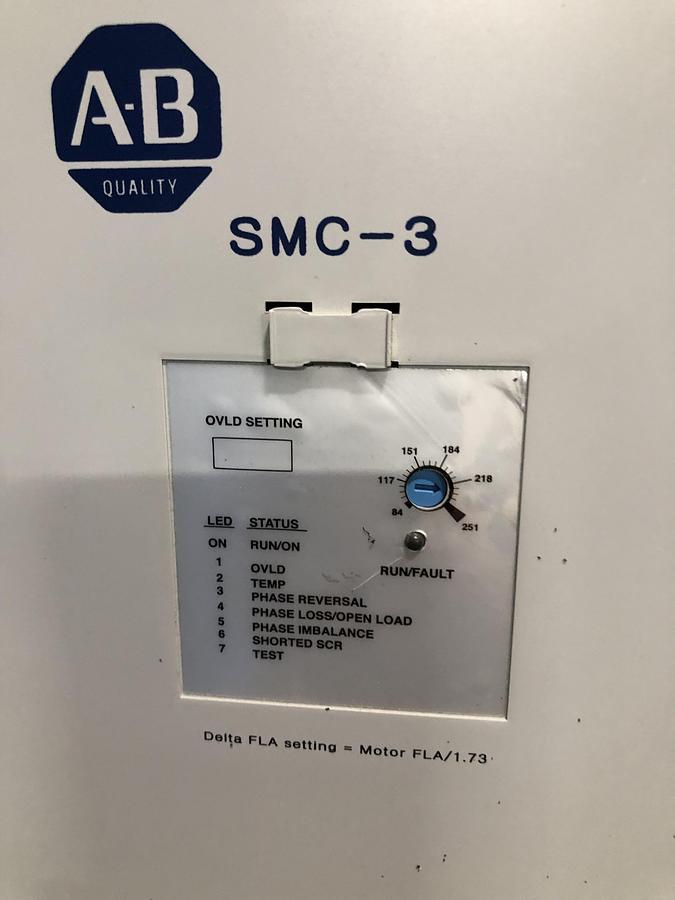 A-B
QUALITY
SMC-3
OVLD SETTING
151 184
117 218
84 251
LED STATUS
ON RUN/ON
1 OVLD
2 TEMP
3 PHASE REVERSAL
4 PHASE LOSS/OPEN LOAD
5 PHASE IMBALANCE
6 SHORTED SCR
7 TEST
RUN/FAULT
Delta FLA setting = Motor FLA/1.73